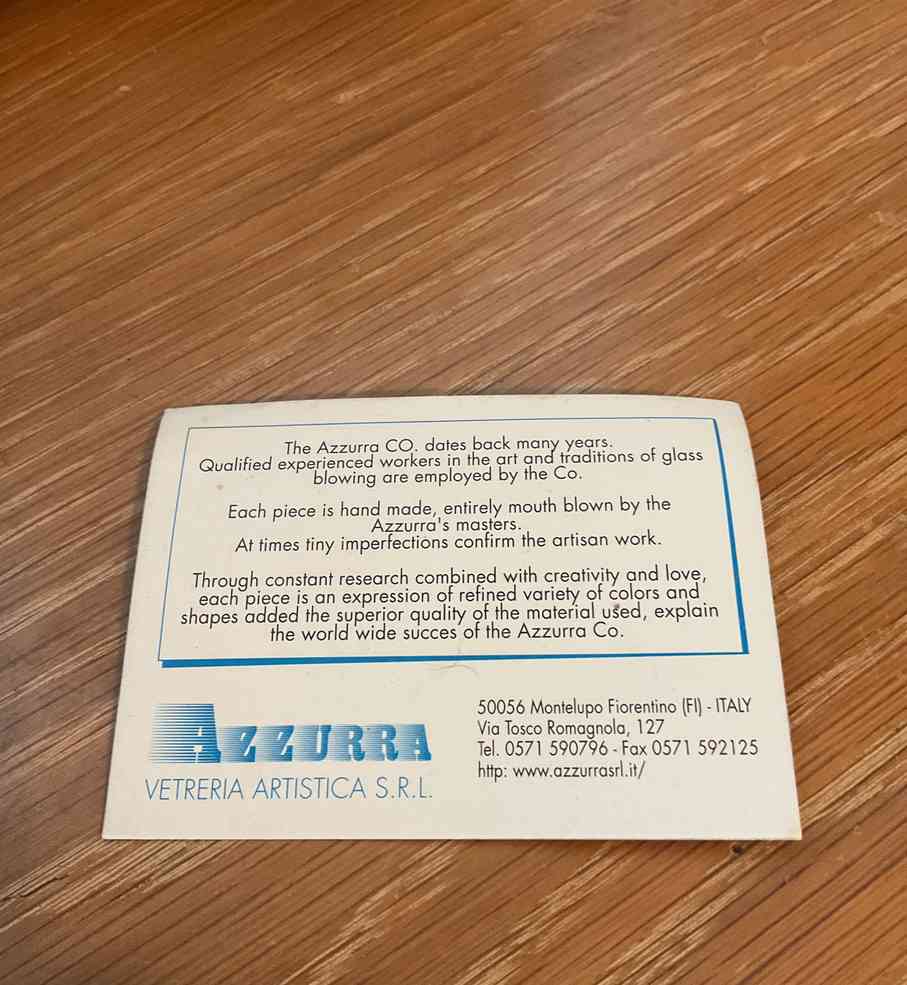 The Azzurra CO. dates back many years.
Qualified experienced workers in the art and traditions of glass
blowing are employed by the Co.
Each piece is hand made, entirely mouth blown by the
Azzurra's masters.
At times tiny imperfections confirm the artisan work.
Through constant research combined with creativity and love,
each piece is an expression of refined variety of colors and
shapes added the superior quality of the material used, explain
the world wide succes of the Azzurra Co.
AZZURRA
VETRERIA ARTISTICA S.R.L.
50056 Montelupo Fiorentino (FI) - ITALY
Via Tosco Romagnola, 127
Tel. 0571 590796 - Fax 0571 592125
http: www.azzurrasrl.it/